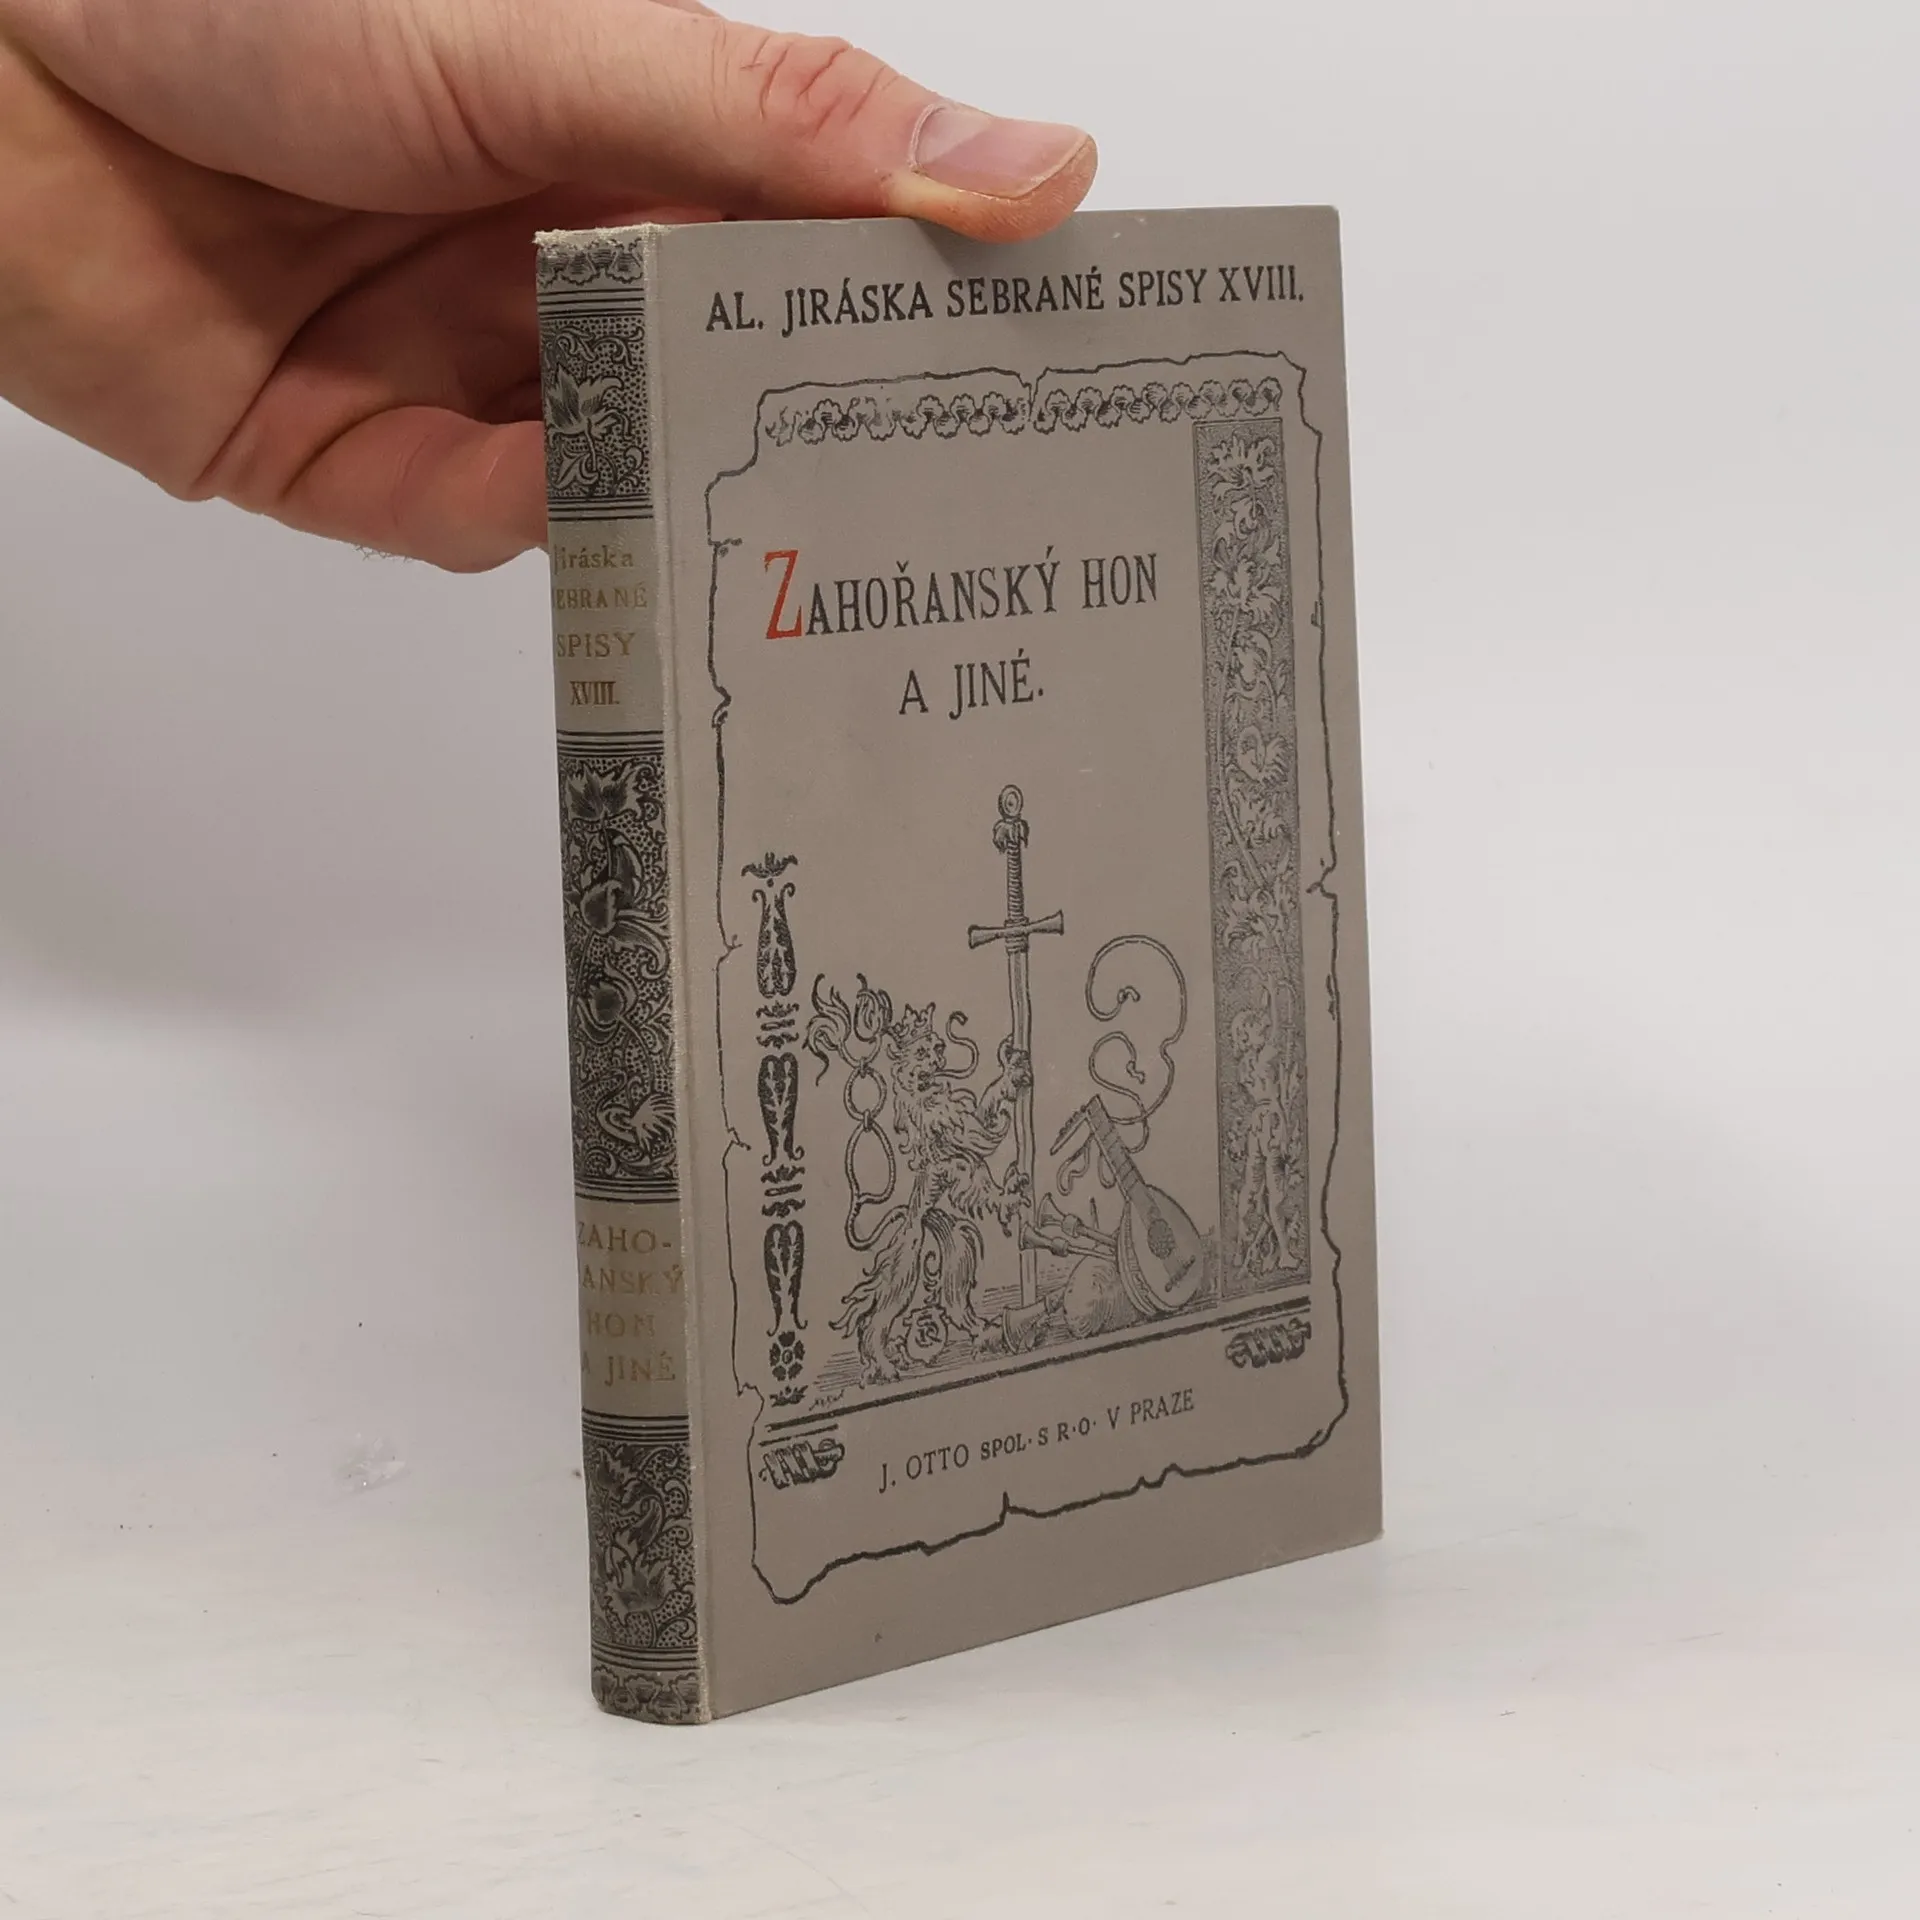 AL. JIRÁSKA SEBRANÉ SPISY XVIII.
ZAHOŘANSKÝ HON
A JINÉ.
J. OTTO SPOL· S R·O· V PRAZE
Jiráska
SEBRANÉ
SPISY
XVIII.
ZAHO-
ŘANSKÝ
HON
A JINÉ